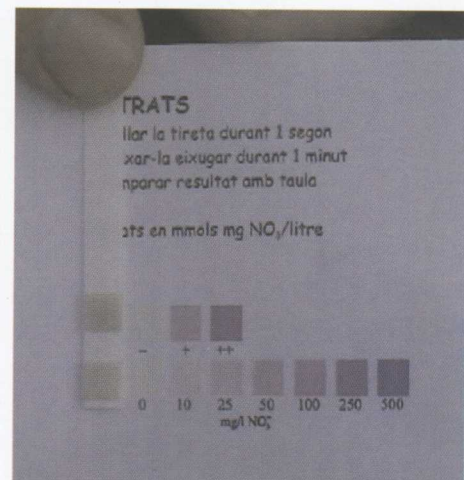 TRATS
llar la tireta durant 1 segon
xar-la eixugar durant 1 minut
mparar resultat amb taula
ats en mmols mg NO₃/litre
- + ++
0 10 25 50 100 250 500
mg/l NO₃⁻